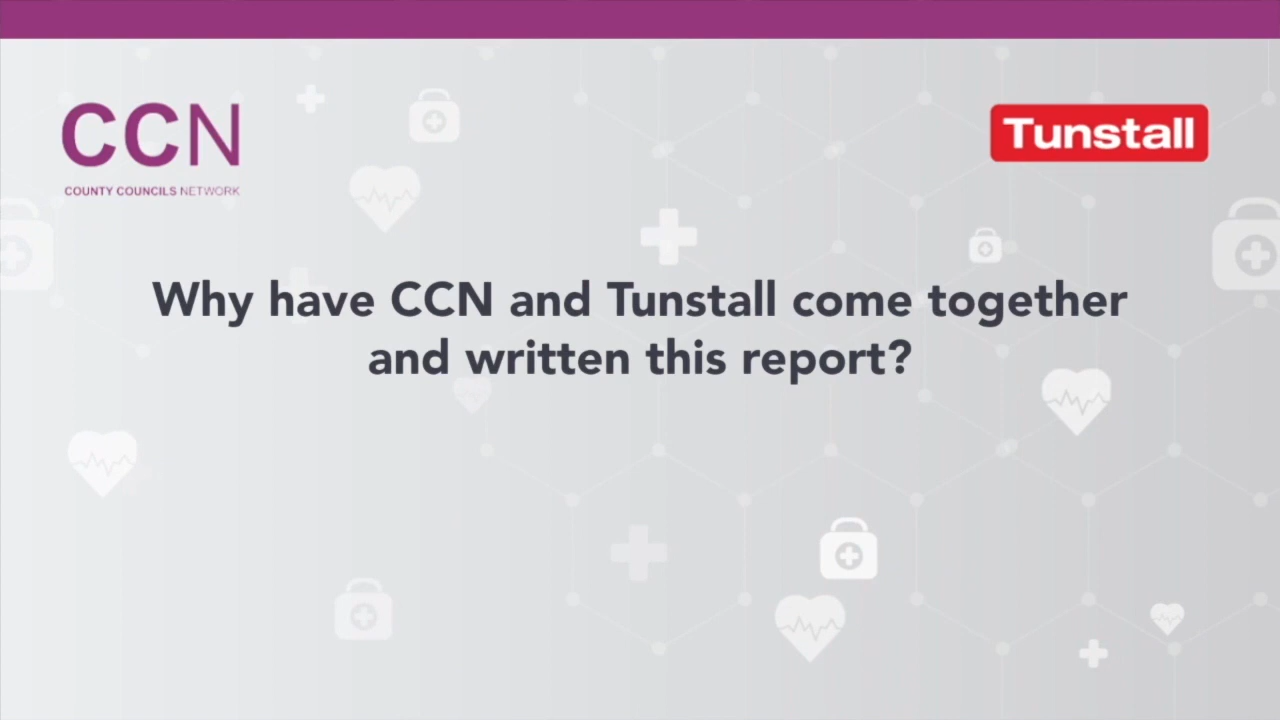 CCN
COUNTY COUNCILS NETWORK
Tunstall
Why have CCN and Tunstall come together
and written this report?